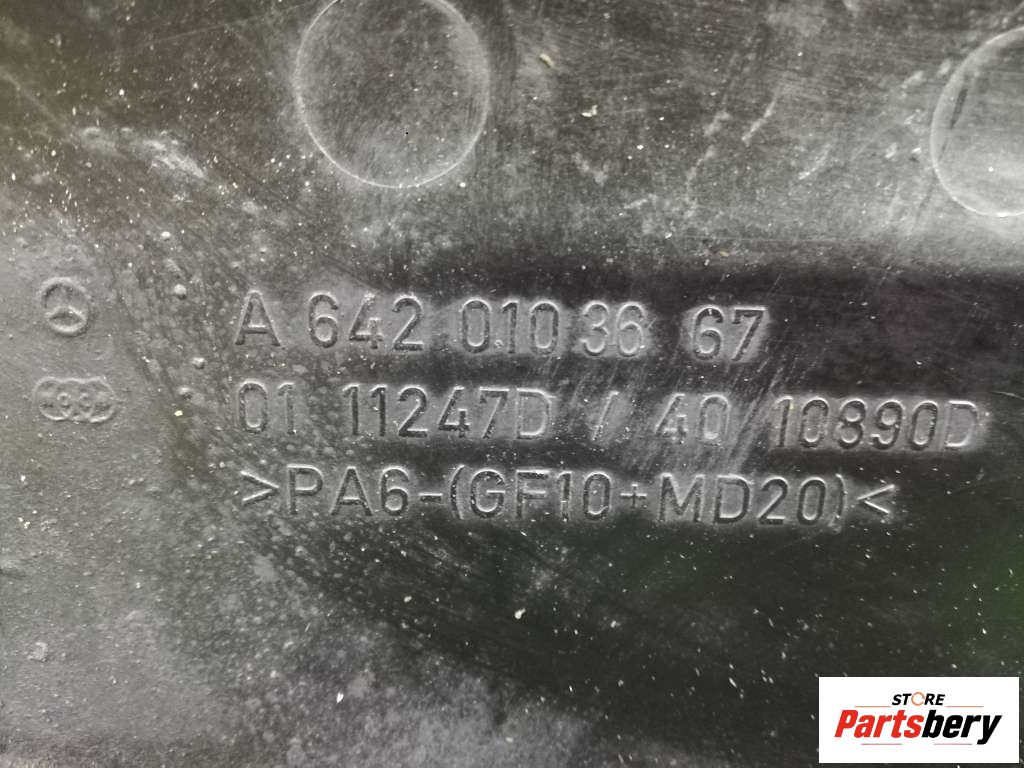 A 642 010 36 67
01 11247D / 40 10890D
>PA6-(GF10+MD20)<
STORE
Partsbery